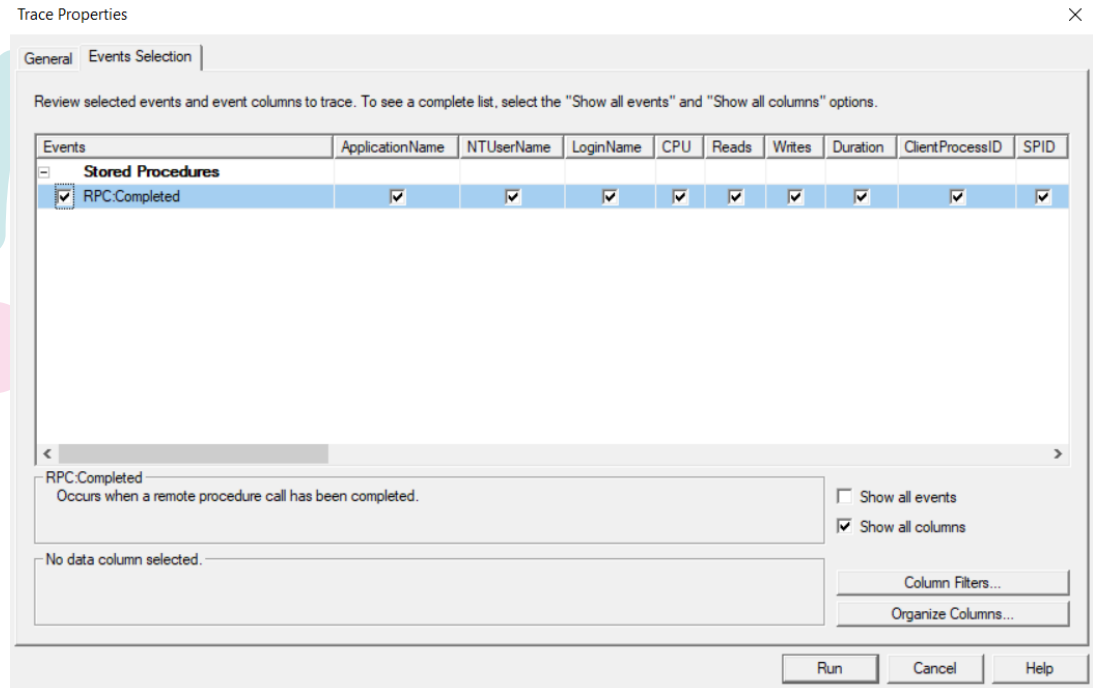 Trace Properties
General Events Selection
Review selected events and event columns to trace. To see a complete list, select the "Show all events" and "Show all columns" options.
Events ApplicationName NTUserName LoginName CPU Reads Writes Duration ClientProcessID SPID
Stored Procedures
RPC:Completed
RPC:Completed
Occurs when a remote procedure call has been completed.
Show all events
Show all columns
No data column selected.
Column Filters...
Organize Columns...
Run Cancel Help